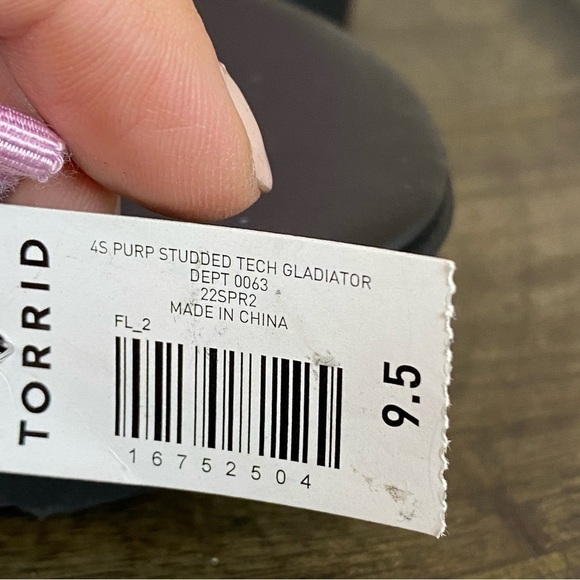 TORRID
4S PURP STUDDED TECH GLADIATOR
DEPT 0063
22SPR2
MADE IN CHINA
FL_2
16752504
9.5